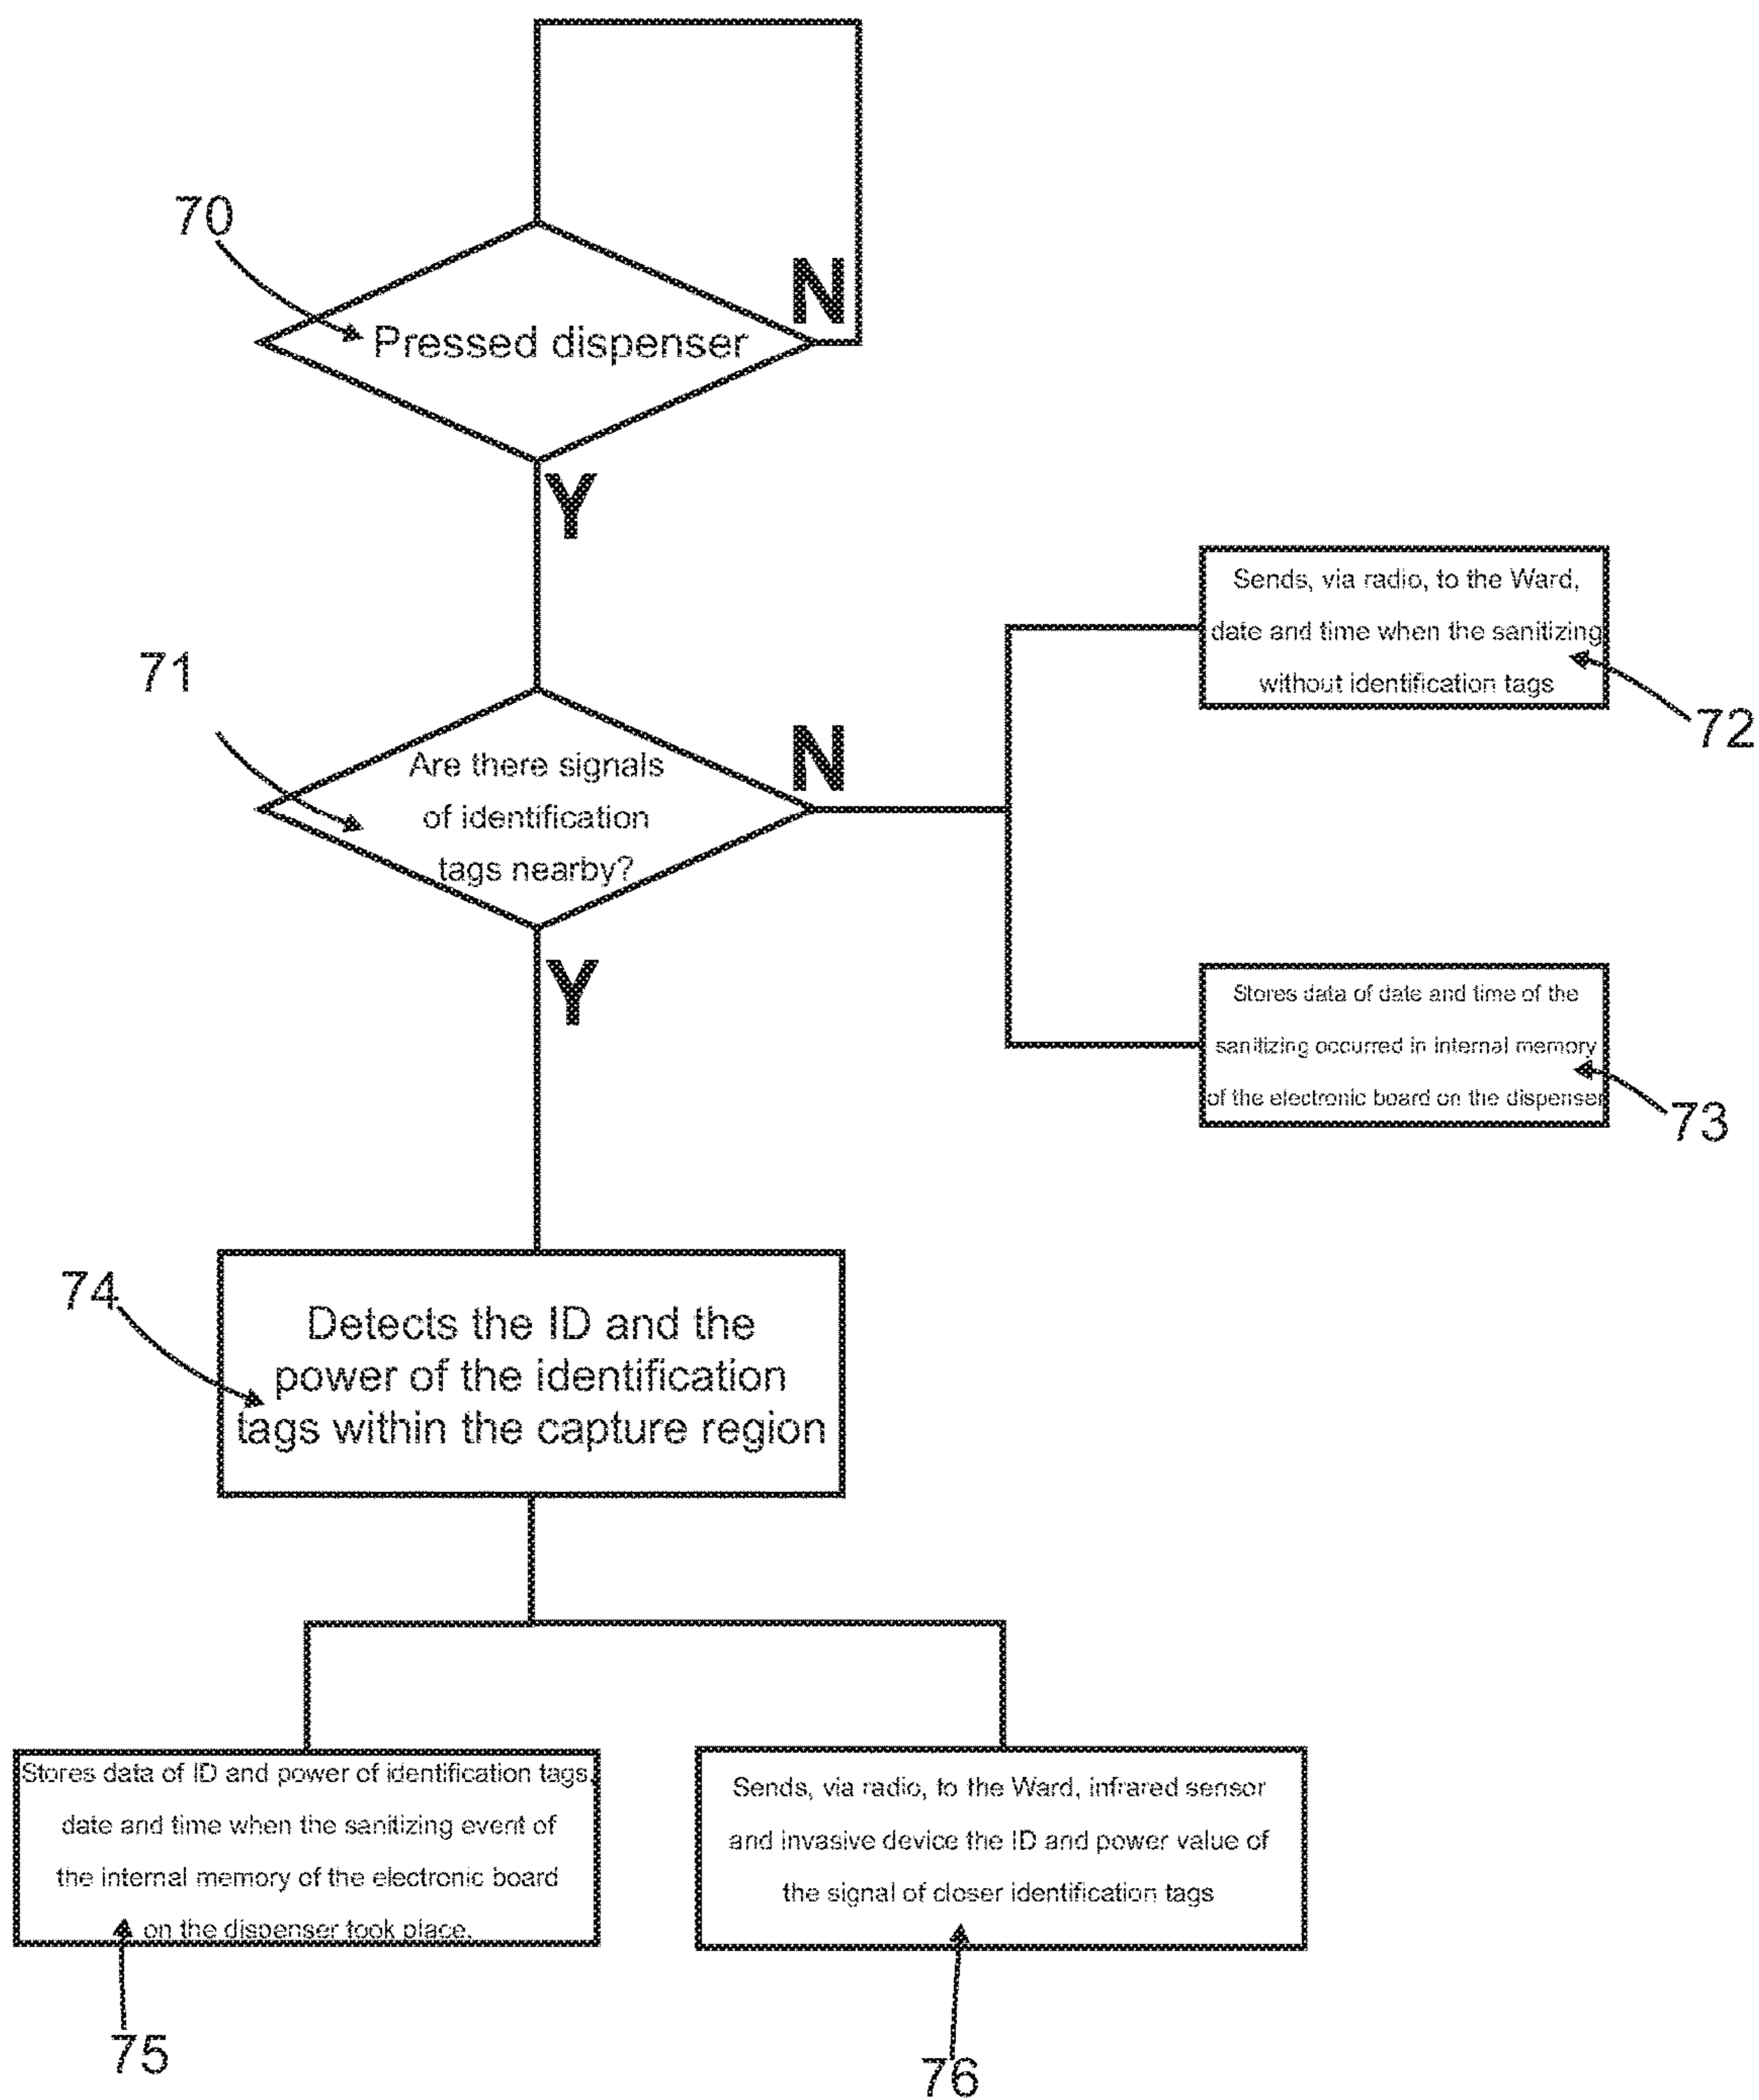 70
N
Pressed dispenser
Y
Sends, via radio, to the Ward,
date and time when the sanitizing
without identification tags
72
71
N
Are there signals
of identification
tags nearby?
Y
Stores data of date and time of the
sanitizing occurred in internal memory
of the electronic board on the dispenser
73
74
Detects the ID and the
power of the identification
tags within the capture region
Stores data of ID and power of identification tags,
date and time when the sanitizing event of
the internal memory of the electronic board
on the dispenser took place.
75
Sends, via radio, to the Ward, infrared sensor
and invasive device the ID and power value of
the signal of closer identification tags
76